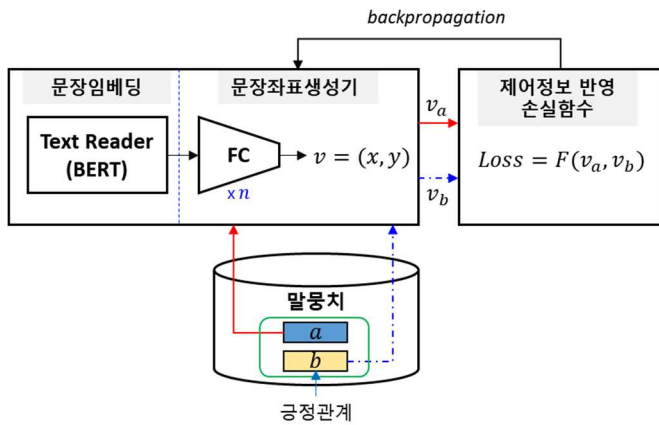 backpropagation
문장임베딩
문장좌표생성기
제어정보 반영
손실함수
Text Reader
(BERT)
FC
x n
v = (x, y)
v_a
v_b
Loss = F(v_a, v_b)
말뭉치
a
b
긍정관계